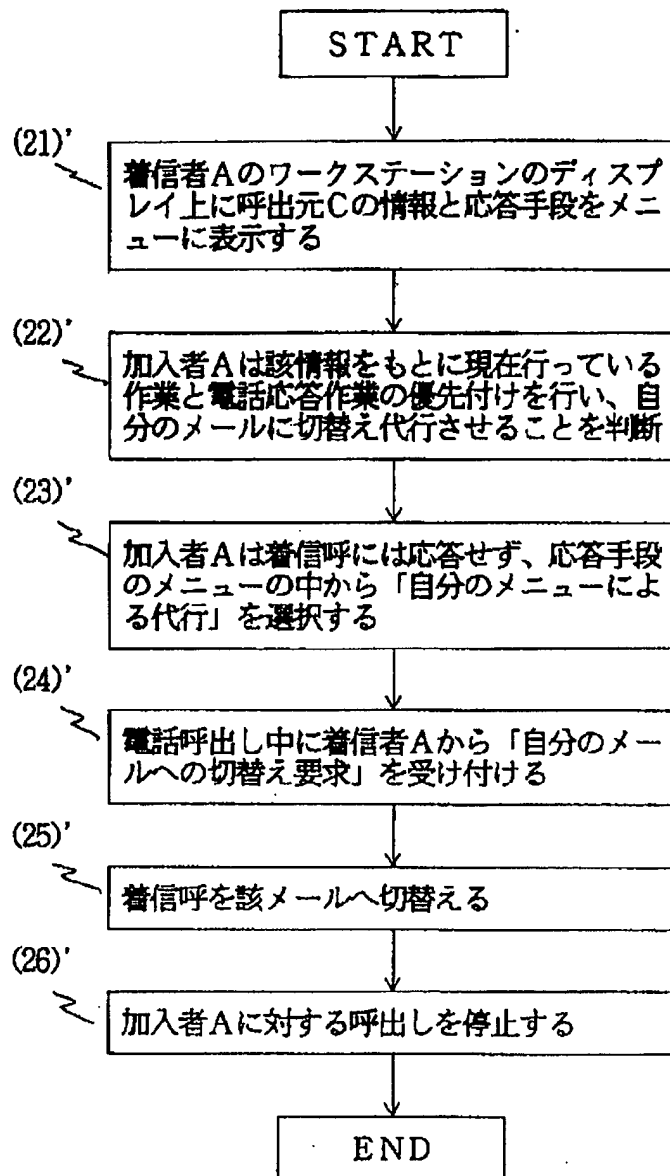 START
(21)'
着信者Aのワークステーションのディスプ
レイ上に呼出元Cの情報と応答手段をメニ
ューに表示する
(22)'
加入者Aは該情報をもとに現在行っている
作業と電話応答作業の優先付けを行い、自
分のメールに切替え代行させることを判断
(23)'
加入者Aは着信呼には応答せず、応答手段
のメニューの中から「自分のメニューによ
る代行」を選択する
(24)'
電話呼出し中に着信者Aから「自分のメー
ルへの切替え要求」を受け付ける
(25)'
着信呼を該メールへ切替える
(26)'
加入者Aに対する呼出しを停止する
END